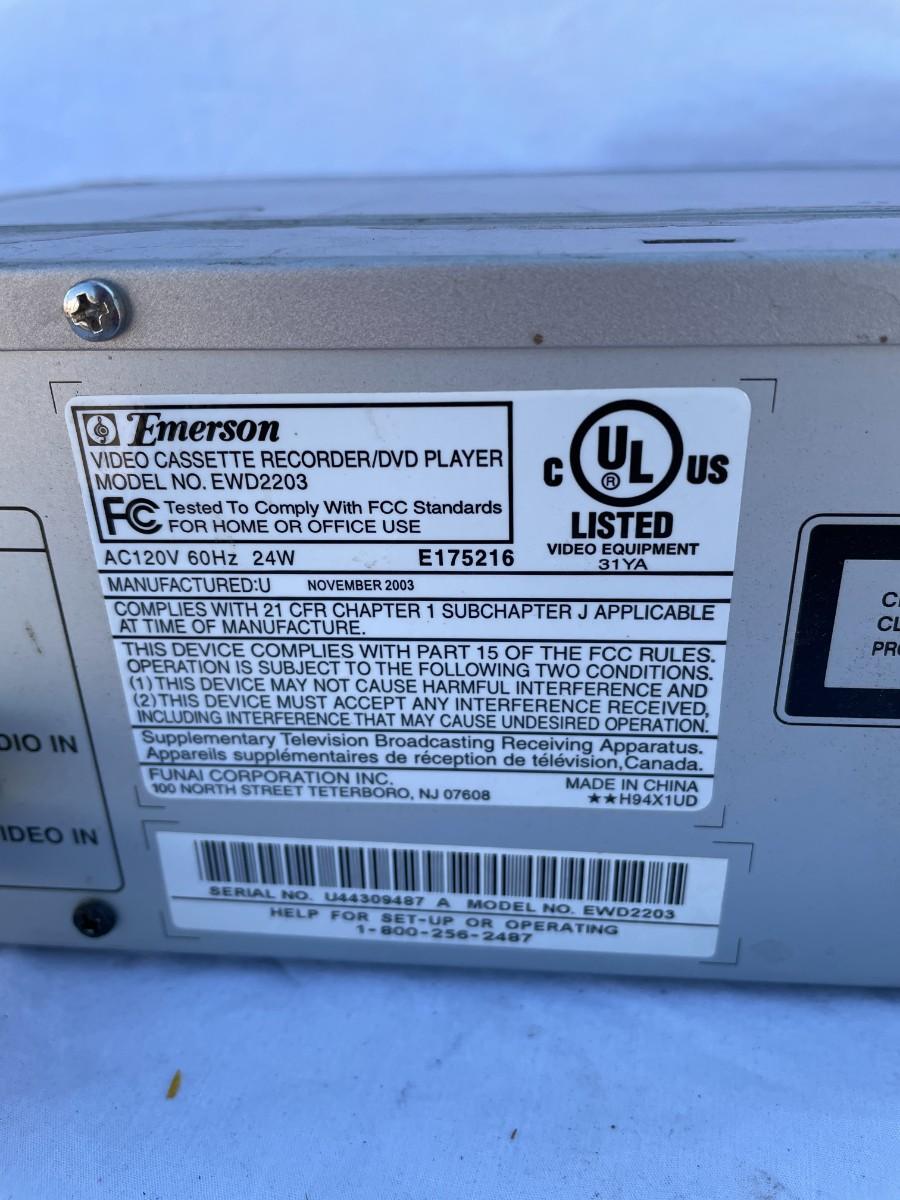 Emerson
VIDEO CASSETTE RECORDER/DVD PLAYER
MODEL NO. EWD2203
FC Tested To Comply With FCC Standards
FOR HOME OR OFFICE USE
C UL ® US
LISTED
VIDEO EQUIPMENT
31YA
AC120V 60Hz 24W E175216
MANUFACTURED:U NOVEMBER 2003
COMPLIES WITH 21 CFR CHAPTER 1 SUBCHAPTER J APPLICABLE
AT TIME OF MANUFACTURE.
THIS DEVICE COMPLIES WITH PART 15 OF THE FCC RULES.
OPERATION IS SUBJECT TO THE FOLLOWING TWO CONDITIONS.
(1) THIS DEVICE MAY NOT CAUSE HARMFUL INTERFERENCE AND
(2) THIS DEVICE MUST ACCEPT ANY INTERFERENCE RECEIVED,
INCLUDING INTERFERENCE THAT MAY CAUSE UNDESIRED OPERATION.
Supplementary Television Broadcasting Receiving Apparatus.
Appareils supplémentaires de réception de télévision,Canada.
FUNAI CORPORATION INC.
100 NORTH STREET TETERBORO, NJ 07608
MADE IN CHINA
★★H94X1UD
SERIAL NO. U44309487 A MODEL NO. EWD2203
HELP FOR SET-UP OR OPERATING
1-800-256-2487
DIO IN
IDEO IN
CL
PRO